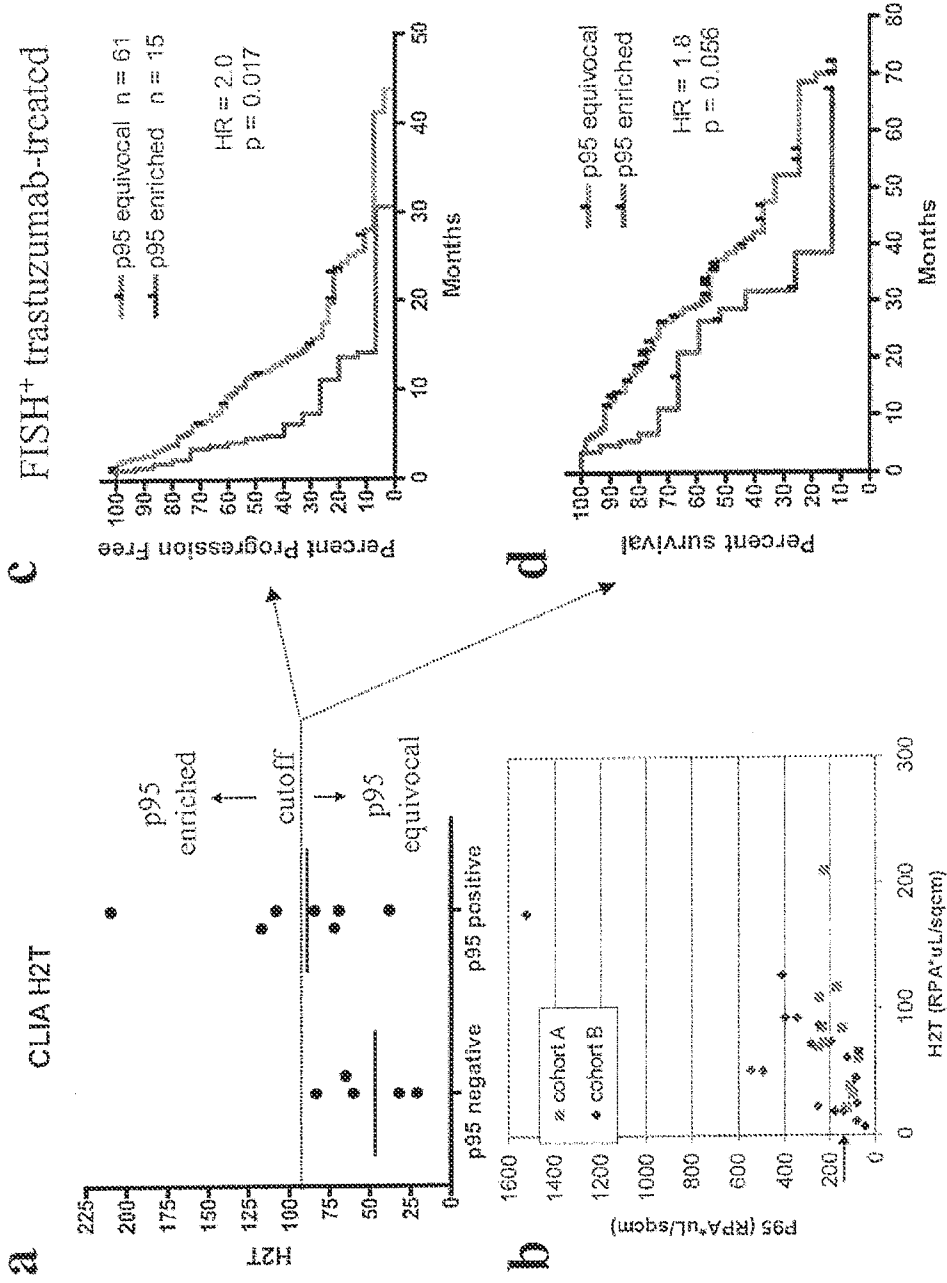 a
CLIA H2T
H2T
225
200
175
150
125
100
75
50
25
0
p95 negative
p95 positive
p95
enriched
cutoff
p95
equivocal
b
P95 (RPA*uL/sqcm)
1600
1400
1200
1000
800
600
400
200
0
cohort A
cohort B
0
100
200
300
H2T (RPA*uL/sqcm)
FISH+ trastuzumab-treated
c
Percent Progression Free
100
90
80
70
60
50
40
30
20
10
0
p95 equivocal n = 61
p95 enriched n = 15
HR = 2.0
p = 0.017
0
10
20
30
40
50
Months
d
Percent survival
100
90
80
70
60
50
40
30
20
10
0
p95 equivocal
p95 enriched
HR = 1.8
p = 0.056
0
10
20
30
40
50
60
70
80
Months